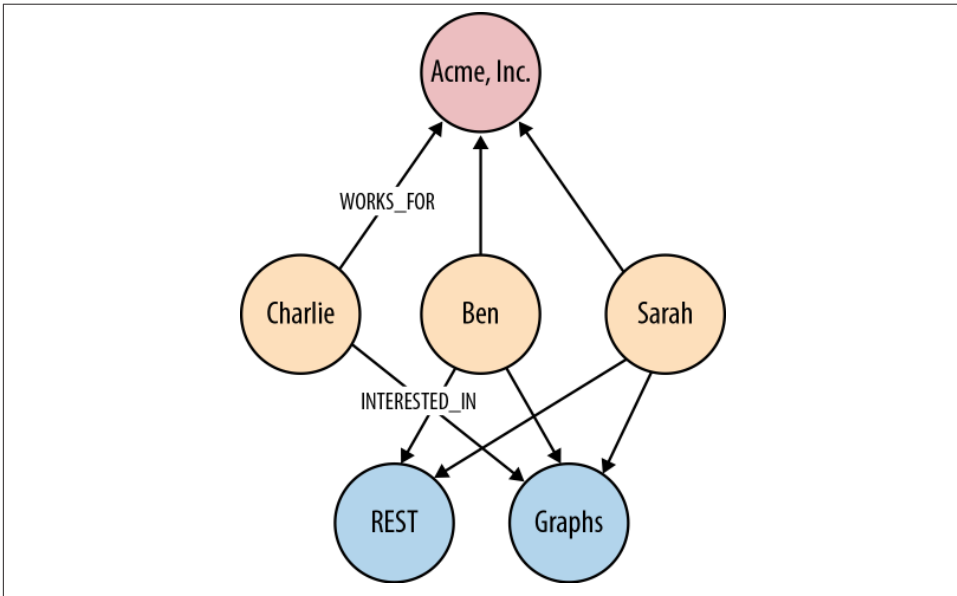 Acme, Inc.
WORKS_FOR
Charlie
Ben
Sarah
INTERESTED_IN
REST
Graphs